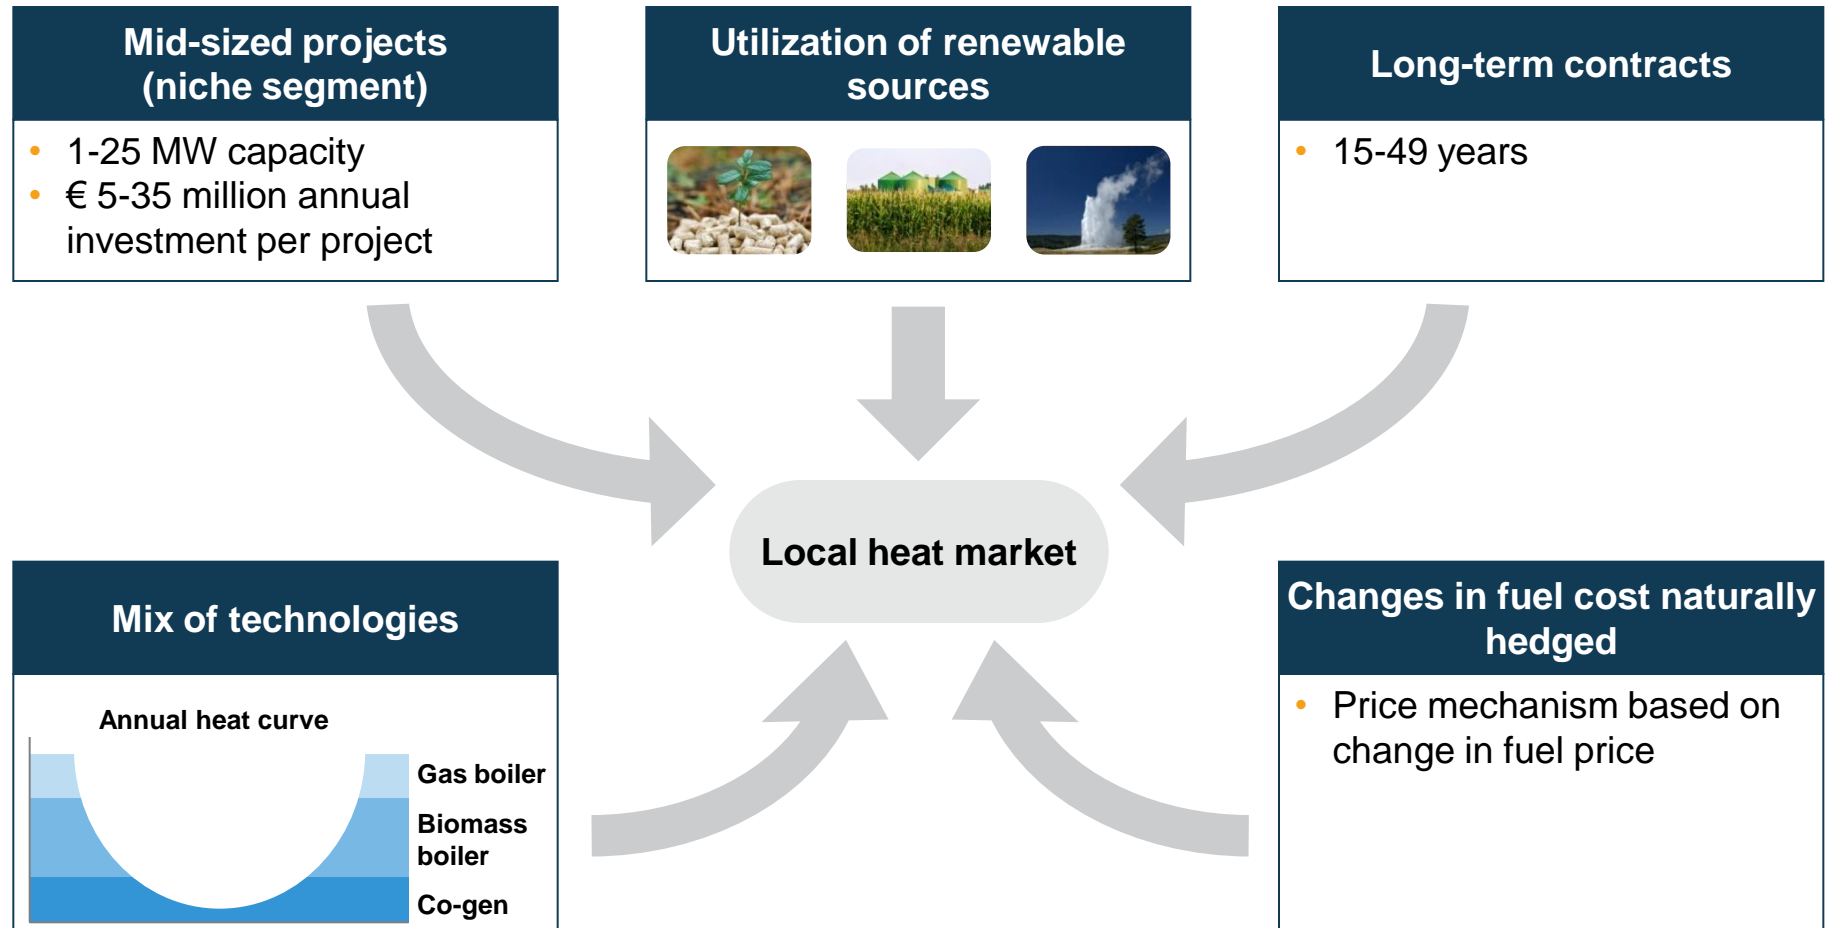 Mid-sized projects
(niche segment)
• 1-25 MW capacity
• € 5-35 million annual
investment per project
Utilization of renewable
sources
Long-term contracts
• 15-49 years
Local heat market
Mix of technologies
Annual heat curve
Gas boiler
Biomass
boiler
Co-gen
Changes in fuel cost naturally
hedged
• Price mechanism based on
change in fuel price